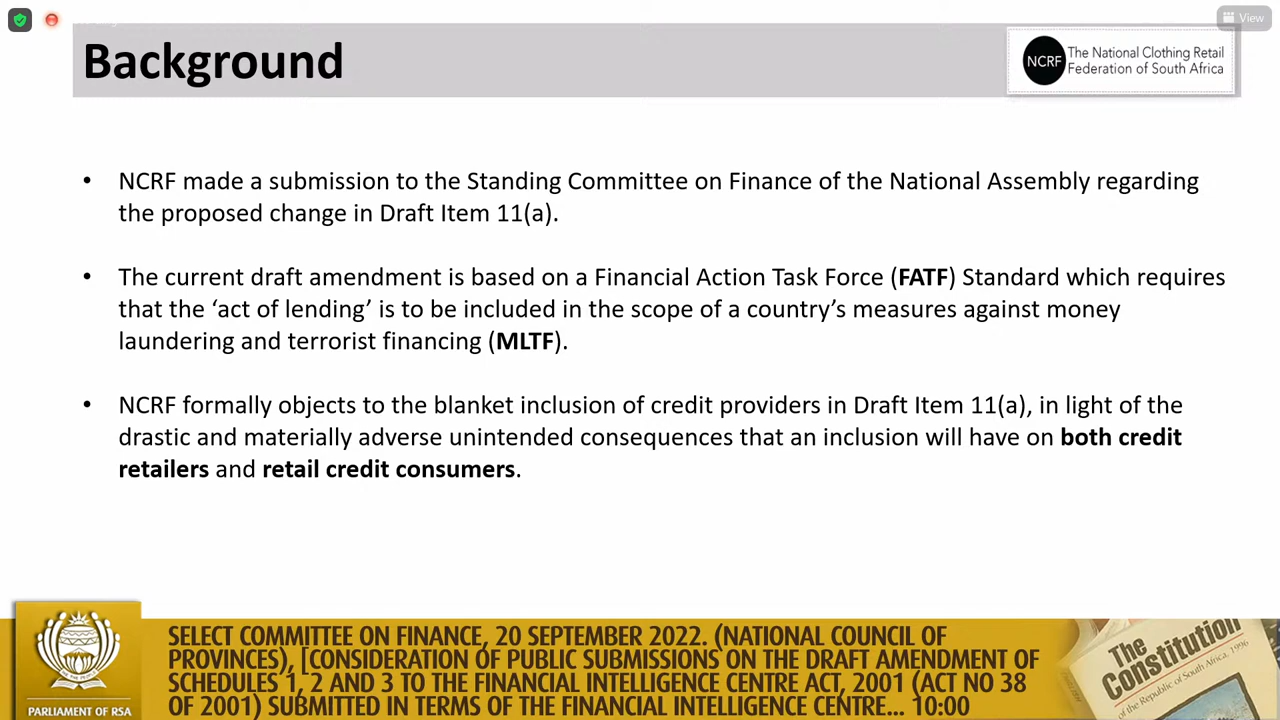 View
Background
NCRF
The National Clothing Retail
Federation of South Africa
• NCRF made a submission to the Standing Committee on Finance of the National Assembly regarding
the proposed change in Draft Item 11(a).
• The current draft amendment is based on a Financial Action Task Force (FATF) Standard which requires
that the ‘act of lending’ is to be included in the scope of a country’s measures against money
laundering and terrorist financing (MLTF).
• NCRF formally objects to the blanket inclusion of credit providers in Draft Item 11(a), in light of the
drastic and materially adverse unintended consequences that an inclusion will have on both credit
retailers and retail credit consumers.
SELECT COMMITTEE ON FINANCE, 20 SEPTEMBER 2022. (NATIONAL COUNCIL OF
PROVINCES), [CONSIDERATION OF PUBLIC SUBMISSIONS ON THE DRAFT AMENDMENT OF
SCHEDULES 1, 2 AND 3 TO THE FINANCIAL INTELLIGENCE CENTRE ACT, 2001 (ACT NO 38
OF 2001) SUBMITTED IN TERMS OF THE FINANCIAL INTELLIGENCE CENTRE... 10:00
PARLIAMENT OF RSA
The
Constitution
of the Republic of South Africa, 1996